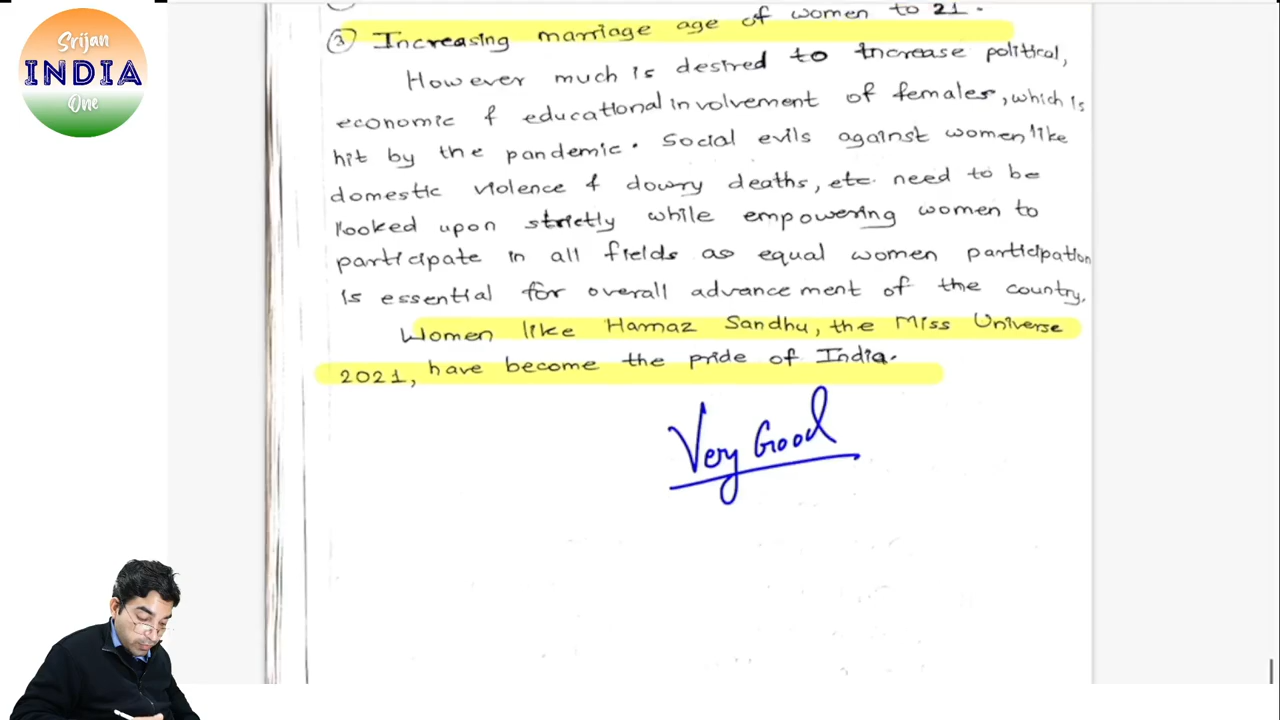 Srijan
INDIA
One
③ Increasing marriage age of women to 21.
However much is desired to increase political,
economic & educational involvement of females, which is
hit by the pandemic. Social evils against women like
domestic violence & dowry deaths, etc. need to be
looked upon strictly while empowering women to
participate in all fields as equal women participation
is essential for overall advancement of the country.
Women like Harnaz Sandhu, the Miss Universe
2021, have become the pride of India.
Very Good